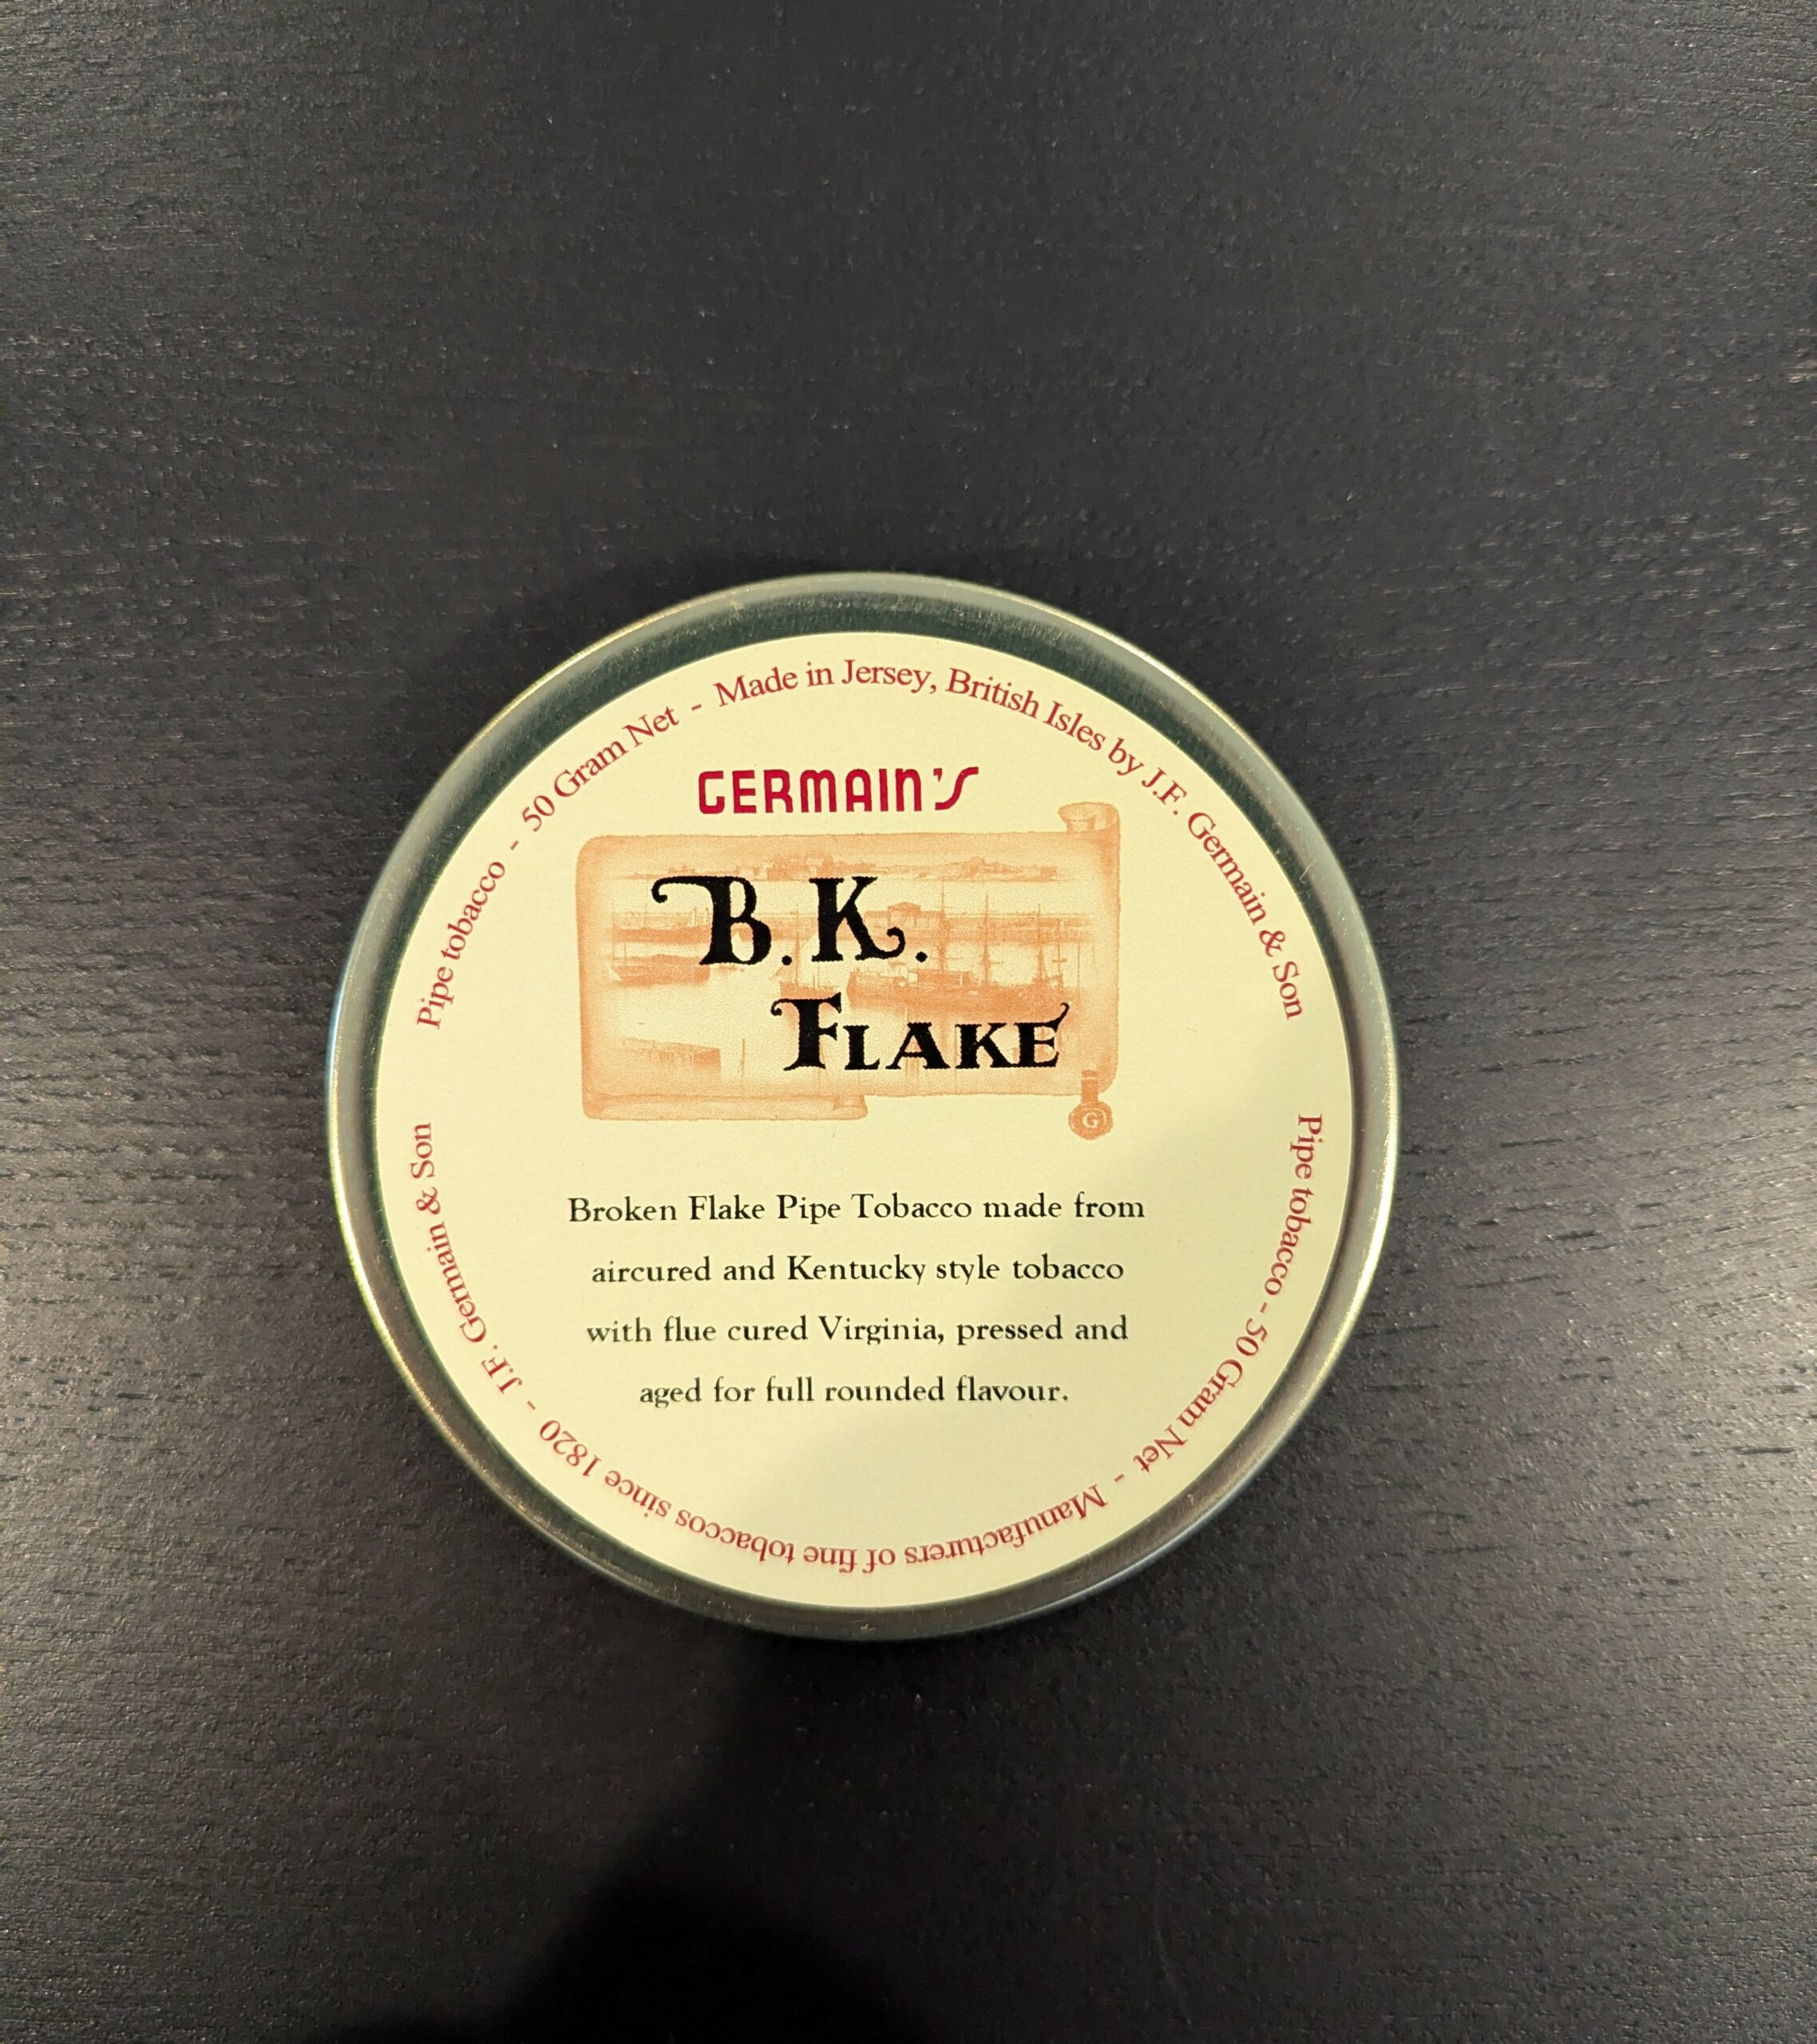 Pipe tobacco - 50 Gram Net - Made in Jersey, British Isles by J.F. Germain & Son
GERMAIN'S
B.K.
FLAKE
G
Broken Flake Pipe Tobacco made from
aircured and Kentucky style tobacco
with flue cured Virginia, pressed and
aged for full rounded flavour.
Pipe tobacco - 50 Gram Net - Manufacturers of fine tobaccos since 1820 - J.F. Germain & Son